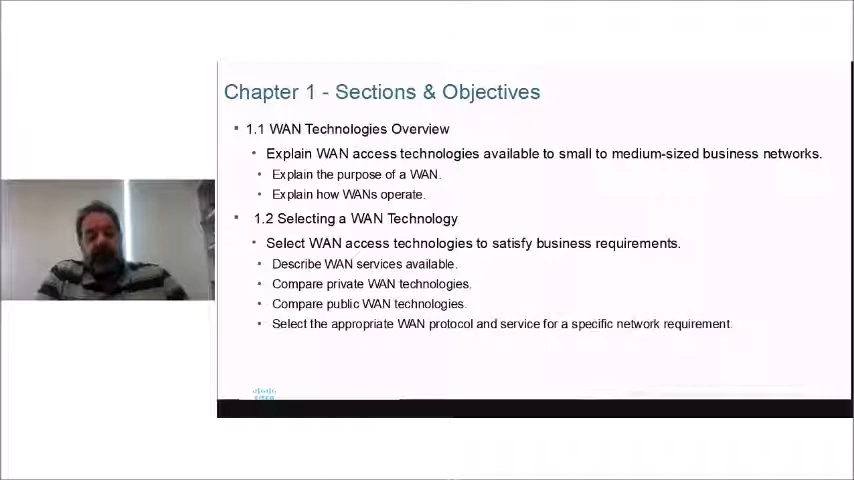 Chapter 1 - Sections & Objectives
1.1 WAN Technologies Overview
Explain WAN access technologies available to small to medium-sized business networks.
Explain the purpose of a WAN.
Explain how WANs operate.
1.2 Selecting a WAN Technology
Select WAN access technologies to satisfy business requirements.
Describe WAN services available.
Compare private WAN technologies.
Compare public WAN technologies.
Select the appropriate WAN protocol and service for a specific network requirement.